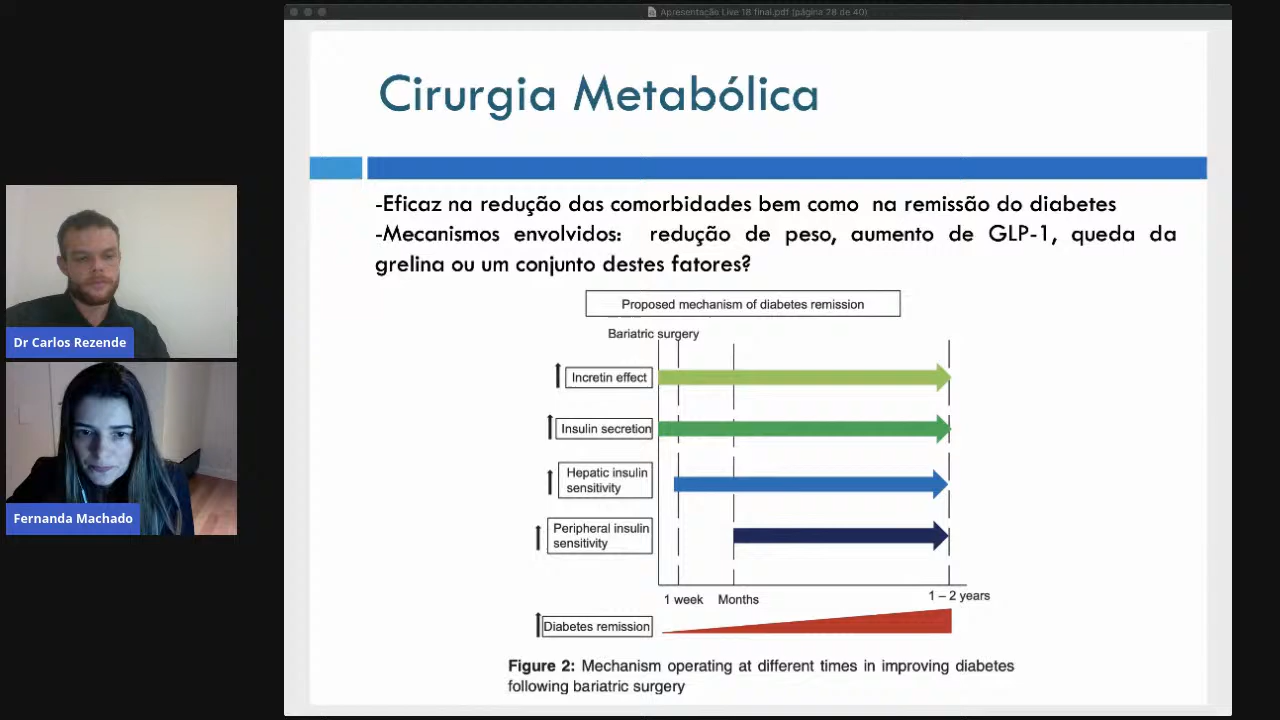 Apresentação Live 18 final.pdf (página 28 de 40)
Cirurgia Metabólica
-Eficaz na redução das comorbidades bem como na remissão do diabetes
-Mecanismos envolvidos: redução de peso, aumento de GLP-1, queda da
grelina ou um conjunto destes fatores?
Proposed mechanism of diabetes remission
Bariatric surgery
Incretin effect
Insulin secretion
Hepatic insulin
sensitivity
Peripheral insulin
sensitivity
1 week Months 1 – 2 years
Diabetes remission
Figure 2: Mechanism operating at different times in improving diabetes
following bariatric surgery
Dr Carlos Rezende
Fernanda Machado